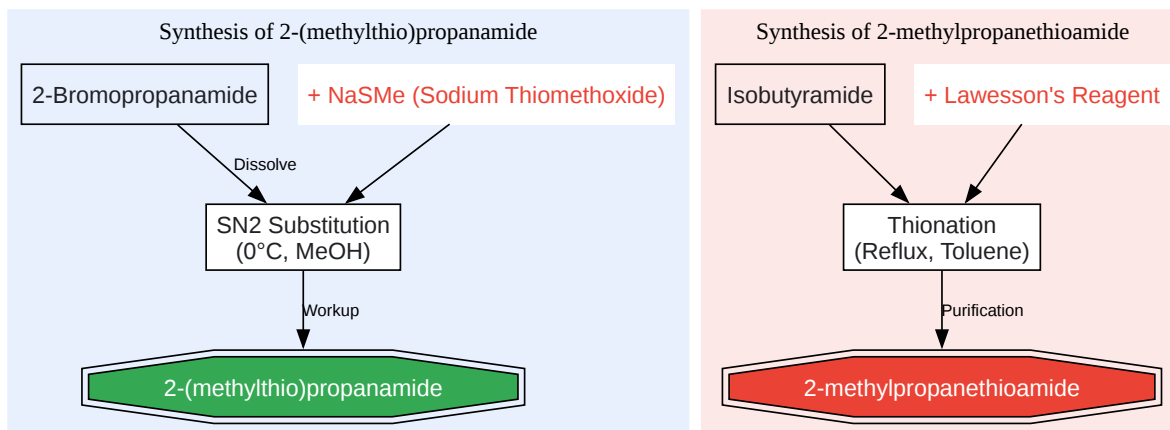 Synthesis of 2-(methylthio)propanamide
2-Bromopropanamide
+ NaSMe (Sodium Thiomethoxide)
Dissolve
SN2 Substitution
(0°C, MeOH)
Workup
2-(methylthio)propanamide
Synthesis of 2-methylpropanethioamide
Isobutyramide
+ Lawesson's Reagent
Thionation
(Reflux, Toluene)
Purification
2-methylpropanethioamide